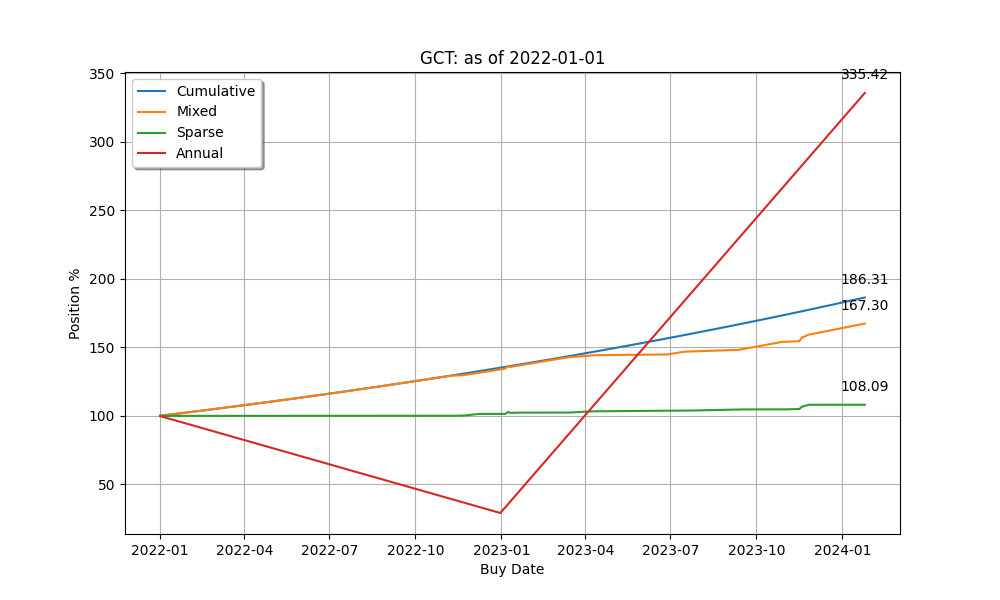 GCT: as of 2022-01-01
Cumulative
Mixed
Sparse
Annual
335.42
186.31
167.30
108.09
350
300
250
200
150
100
50
Position %
2022-01 2022-04 2022-07 2022-10 2023-01 2023-04 2023-07 2023-10 2024-01
Buy Date